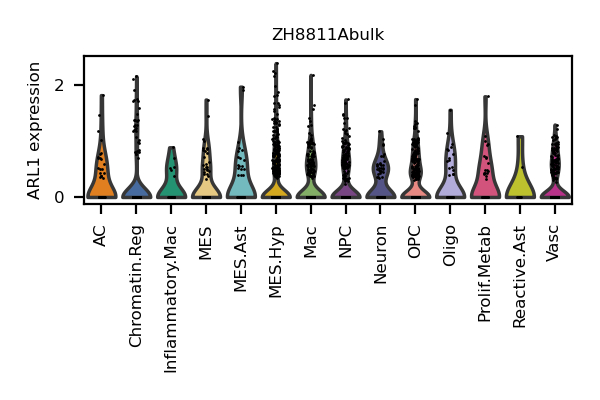 ZH8811Abulk
ARL1 expression
2
0
AC
Chromatin.Reg
Inflammatory.Mac
MES
MES.Ast
MES.Hyp
Mac
NPC
Neuron
OPC
Oligo
Prolif.Metab
Reactive.Ast
Vasc